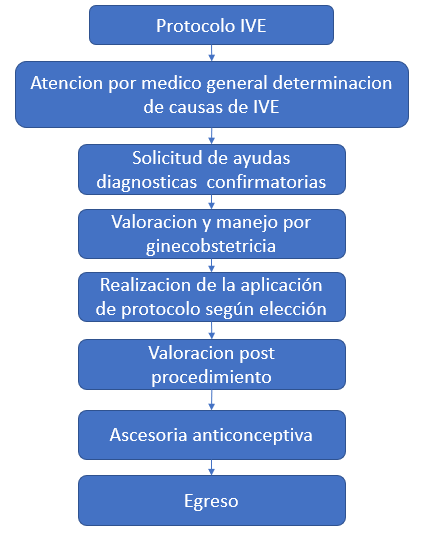 Protocolo IVE
Atencion por medico general determinacion
de causas de IVE
Solicitud de ayudas
diagnosticas confirmatorias
Valoracion y manejo por
ginecobstetricia
Realizacion de la aplicación
de protocolo según elección
Valoracion post
procedimiento
Ascesoria anticonceptiva
Egreso